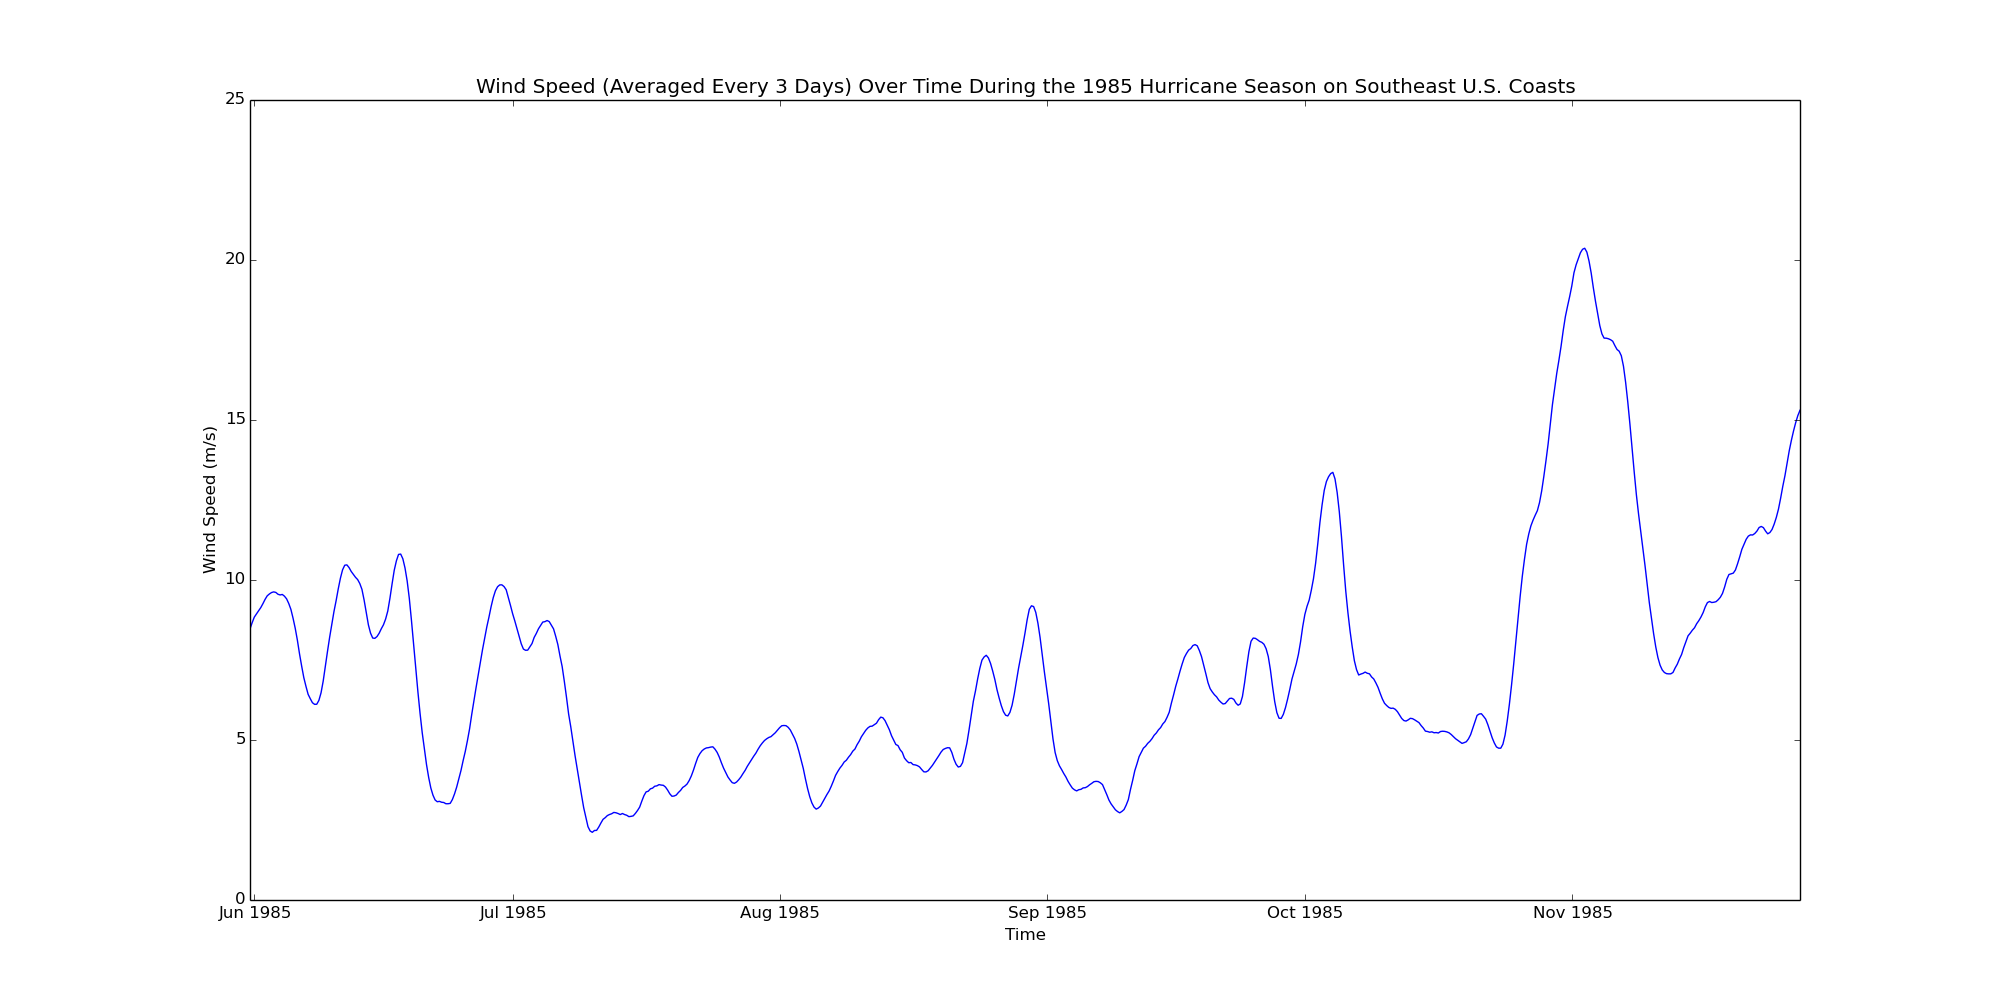 Wind Speed (Averaged Every 3 Days) Over Time During the 1985 Hurricane Season on Southeast U.S. Coasts
25
20
15
10
5
0
Wind Speed (m/s)
Jun 1985 Jul 1985 Aug 1985 Sep 1985 Oct 1985 Nov 1985
Time